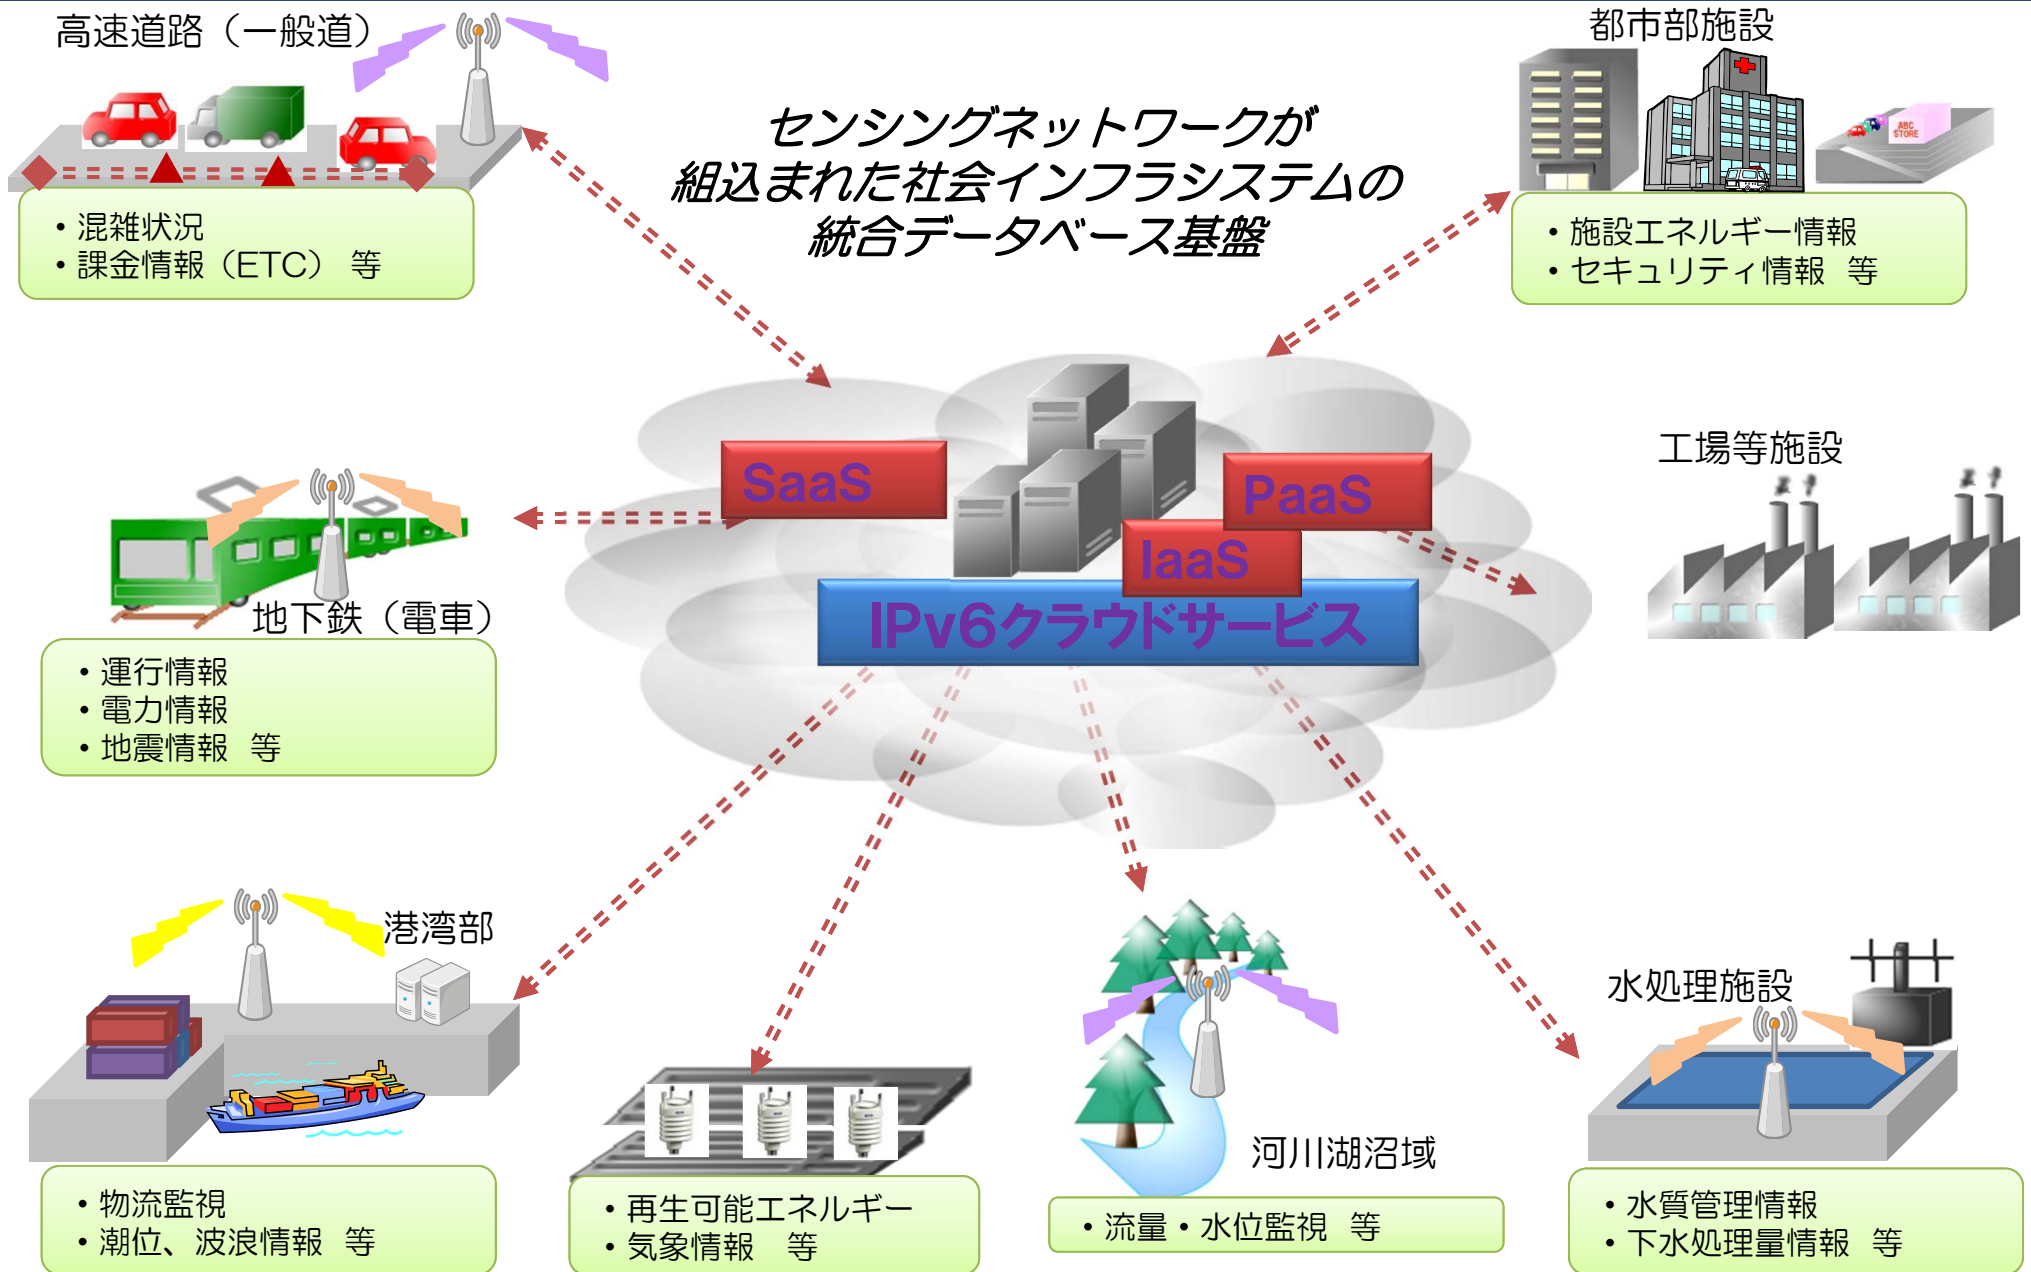 高速道路（一般道）
都市部施設
ABC
STORE
センシングネットワークが
組込まれた社会インフラシステムの
統合データベース基盤
・混雑状況
・課金情報（ETC） 等
・施設エネルギー情報
・セキュリティ情報 等
工場等施設
SaaS
PaaS
IaaS
IPv6クラウドサービス
地下鉄（電車）
・運行情報
・電力情報
・地震情報 等
港湾部
水処理施設
河川湖沼域
・物流監視
・潮位、波浪情報 等
・再生可能エネルギー
・気象情報 等
・流量・水位監視 等
・水質管理情報
・下水処理量情報 等